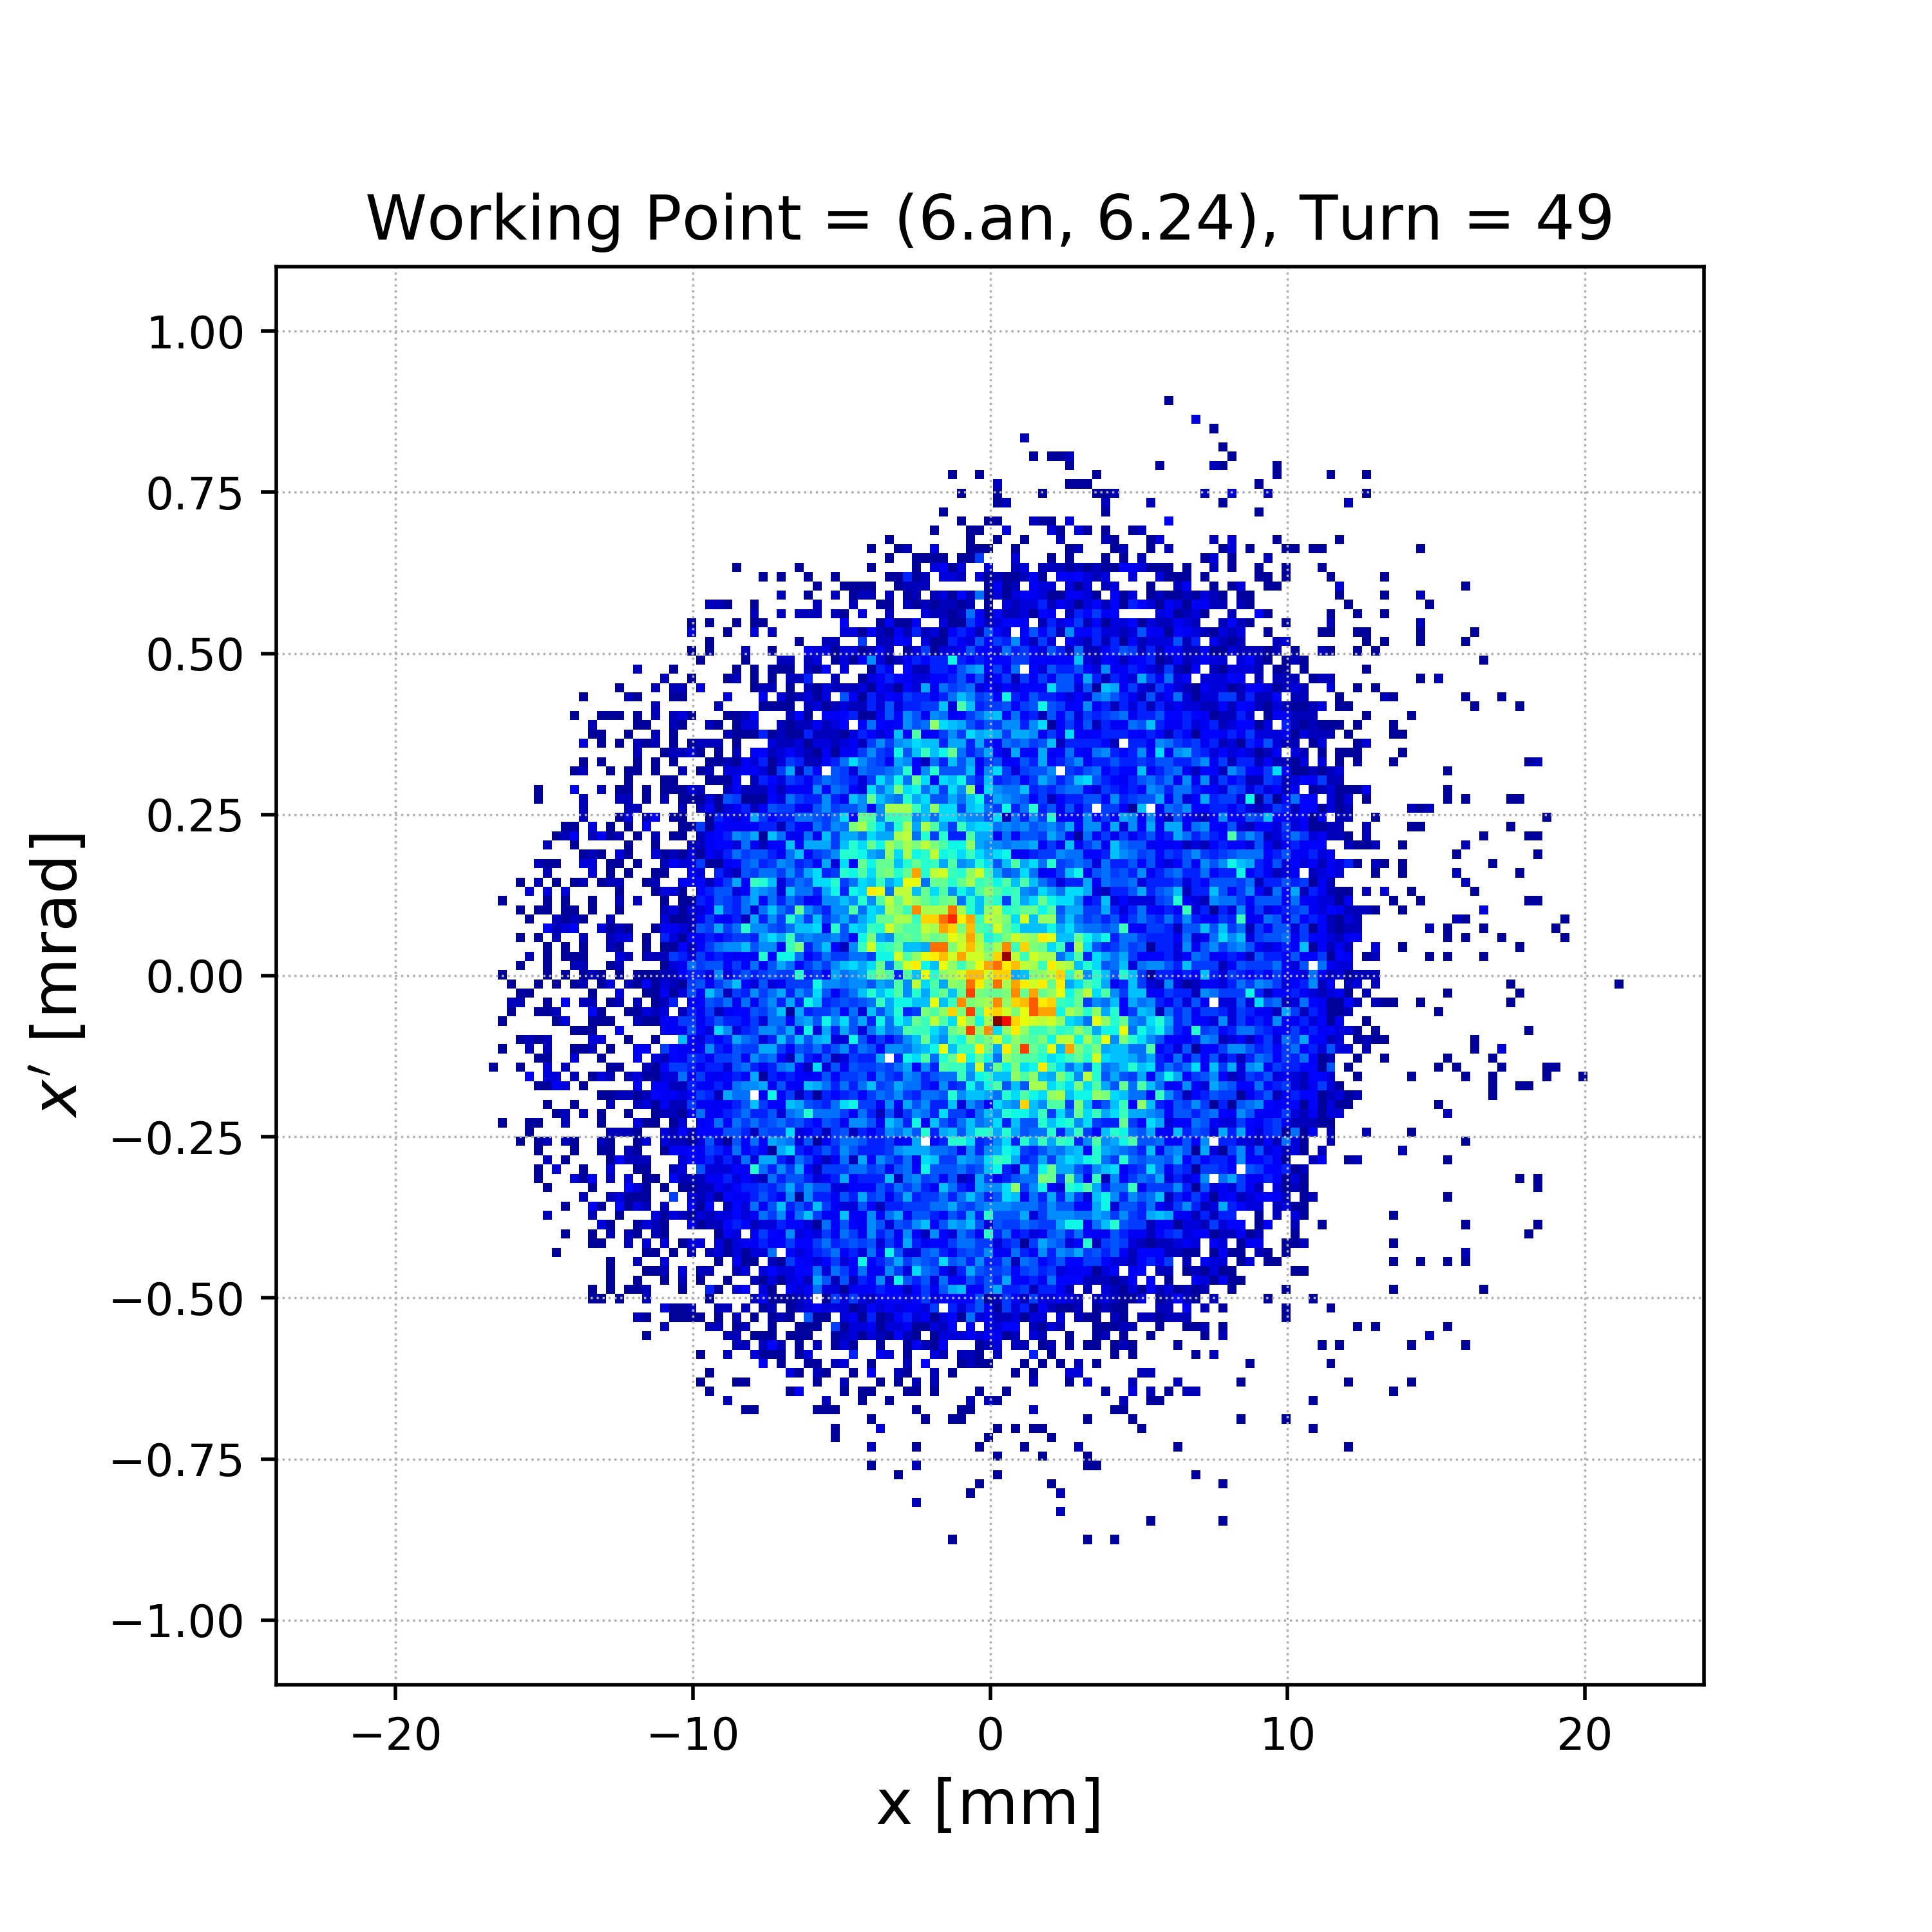 Working Point = (6.an, 6.24), Turn = 49
1.00
0.75
0.50
0.25
0.00
−0.25
−0.50
−0.75
−1.00
x′ [mrad]
−20 −10 0 10 20
x [mm]